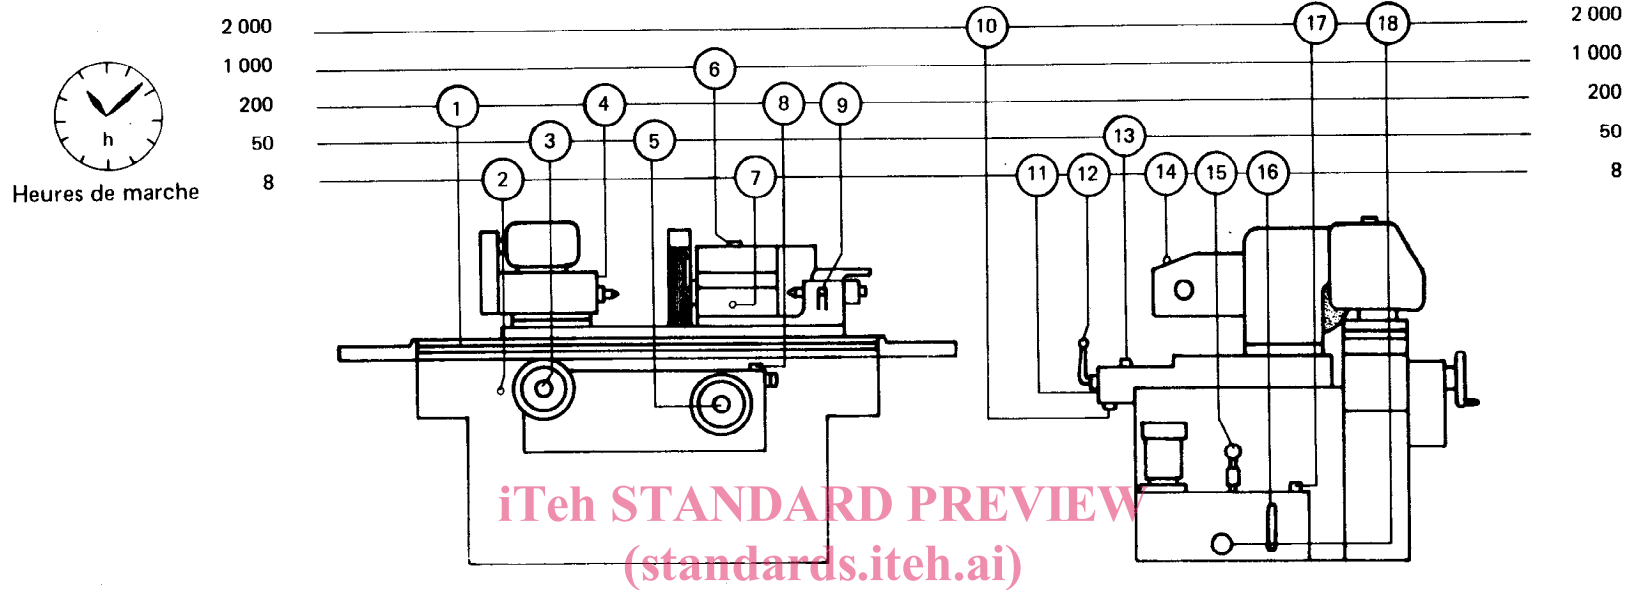 2 000 10 17 18 2 000
1 000 6 1 000
200 1 4 8 9 200
50 3 5 13 50
8 2 7 11 12 14 15 16 8
h
Heures de marche
iTeh STANDARD PREVIEW
(standards.iteh.ai)